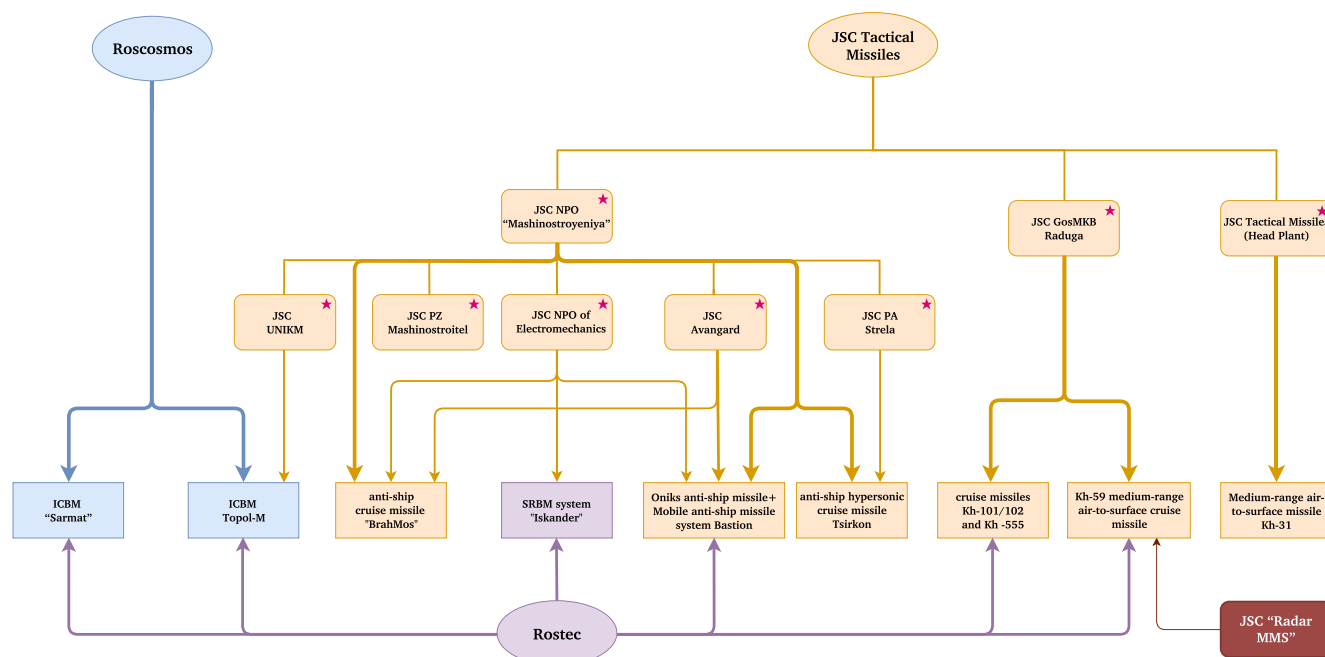 Roscosmos
JSC Tactical
Missiles
JSC NPO
“Mashinostroyeniya”
JSC GosMKB
Raduga
JSC Tactical Missiles
(Head Plant)
JSC
UNIKM
JSC PZ
Mashinostroitel
JSC NPO of
Electromechanics
JSC
Avangard
JSC PA
Strela
ICBM
“Sarmat”
ICBM
Topol-M
anti-ship
cruise missile
"BrahMos"
SRBM system
"Iskander"
Oniks anti-ship missile+
Mobile anti-ship missile
system Bastion
anti-ship hypersonic
cruise missile
Tsirkon
cruise missiles
Kh-101/102
and Kh -555
Kh-59 medium-range
air-to-surface cruise
missile
Medium-range air-
to-surface missile
Kh-31
Rostec
JSC “Radar
MMS”